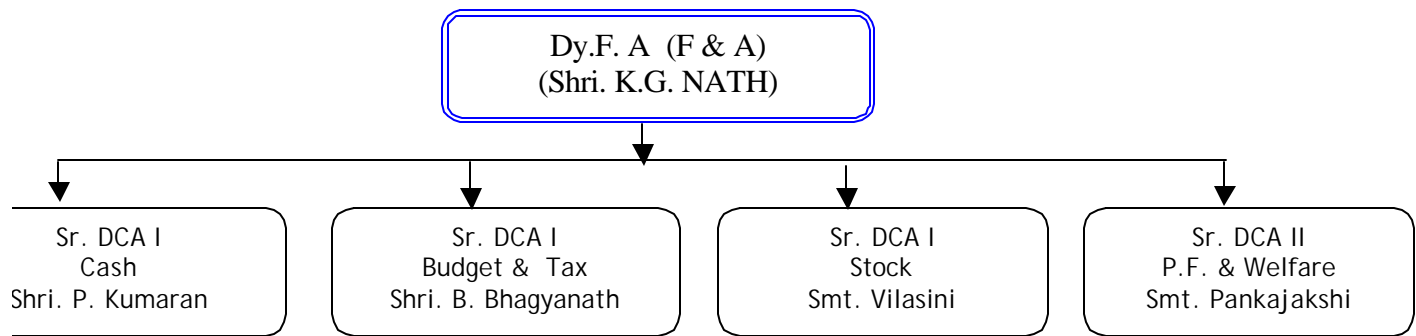 Dy.F. A (F & A)
(Shri. K.G. NATH)
Sr. DCA I
Cash
Shri. P. Kumaran
Sr. DCA I
Budget & Tax
Shri. B. Bhagyanath
Sr. DCA I
Stock
Smt. Vilasini
Sr. DCA II
P.F. & Welfare
Smt. Pankajakshi